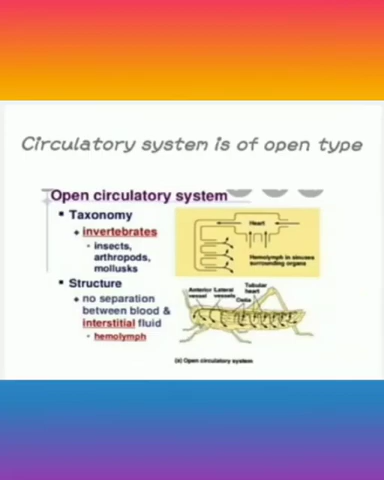 Circulatory system is of open type
Open circulatory system
Taxonomy
invertebrates
insects,
arthropods,
mollusks
Structure
no separation
between blood &
interstitial fluid
hemolymph
Heart
Hemolymph in sinuses
surrounding organs
Anterior Lateral
vessel vessels
Tubular
heart
Ostia
(a) Open circulatory system